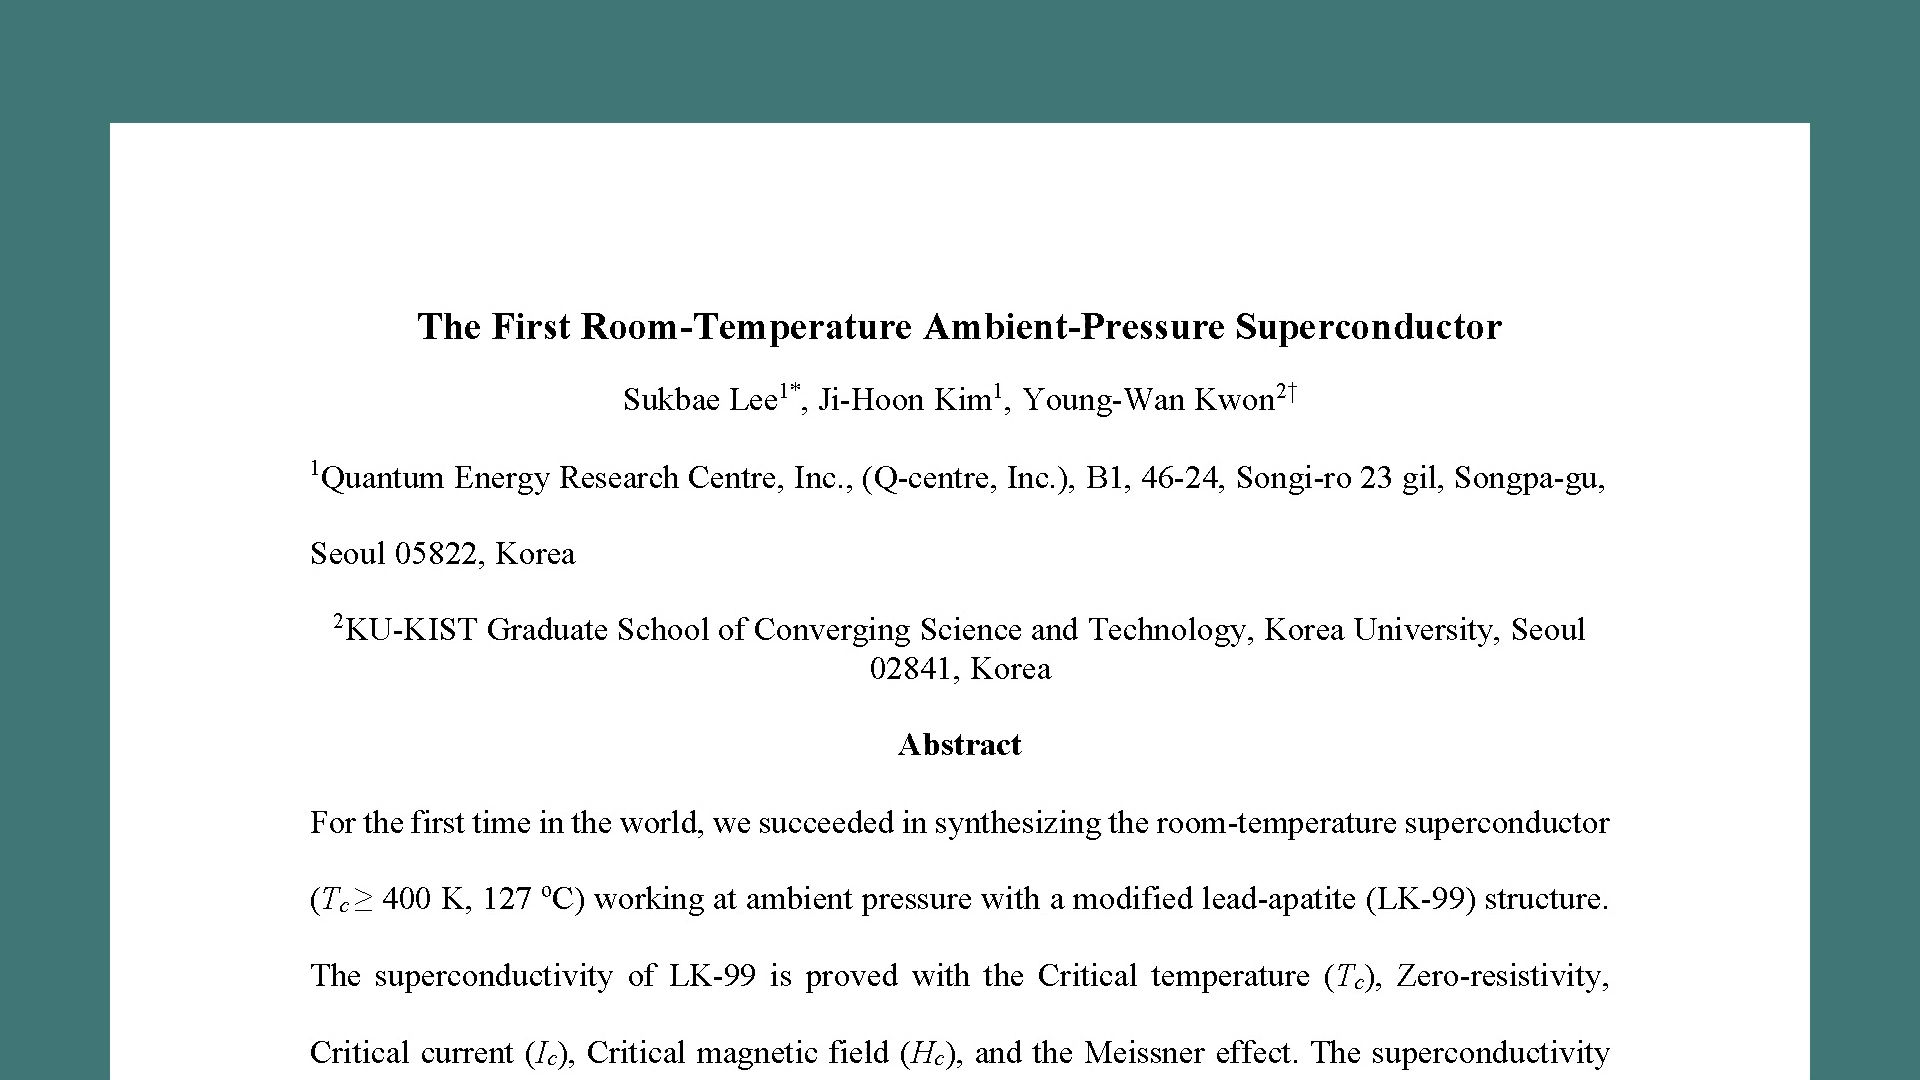 The First Room-Temperature Ambient-Pressure Superconductor
Sukbae Lee¹*, Ji-Hoon Kim¹, Young-Wan Kwon²†
¹Quantum Energy Research Centre, Inc., (Q-centre, Inc.), B1, 46-24, Songi-ro 23 gil, Songpa-gu,
Seoul 05822, Korea
²KU-KIST Graduate School of Converging Science and Technology, Korea University, Seoul
02841, Korea
Abstract
For the first time in the world, we succeeded in synthesizing the room-temperature superconductor
(Tc ≥ 400 K, 127 ºC) working at ambient pressure with a modified lead-apatite (LK-99) structure.
The superconductivity of LK-99 is proved with the Critical temperature (Tc), Zero-resistivity,
Critical current (Ic), Critical magnetic field (Hc), and the Meissner effect. The superconductivity